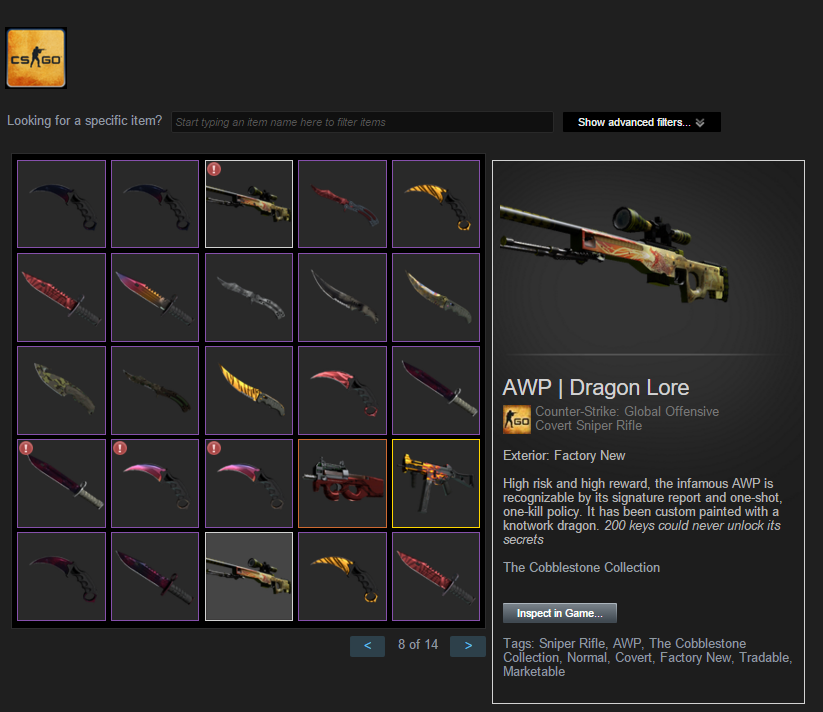 CS GO
Looking for a specific item?
Start typing an item name here to filter items
Show advanced filters...
!
!
!
!
AWP | Dragon Lore
GO
Counter-Strike: Global Offensive
Covert Sniper Rifle
Exterior: Factory New
High risk and high reward, the infamous AWP is
recognizable by its signature report and one-shot,
one-kill policy. It has been custom painted with a
knotwork dragon. 200 keys could never unlock its
secrets
The Cobblestone Collection
Inspect in Game...
< 8 of 14 >
Tags: Sniper Rifle, AWP, The Cobblestone
Collection, Normal, Covert, Factory New, Tradable,
Marketable